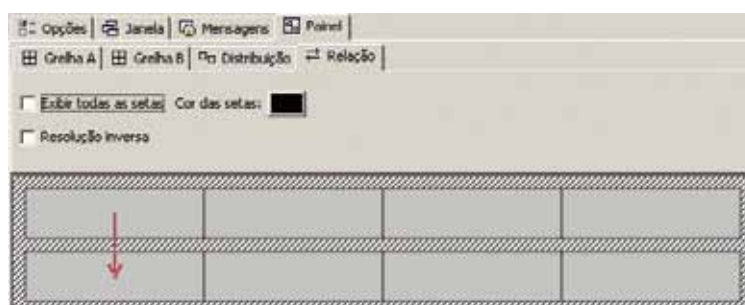 Opções Janela Mensagens Painel
Grelha A Grelha B Distribuição Relação
Exibir todas as setas Cor das setas:
Resolução inversa